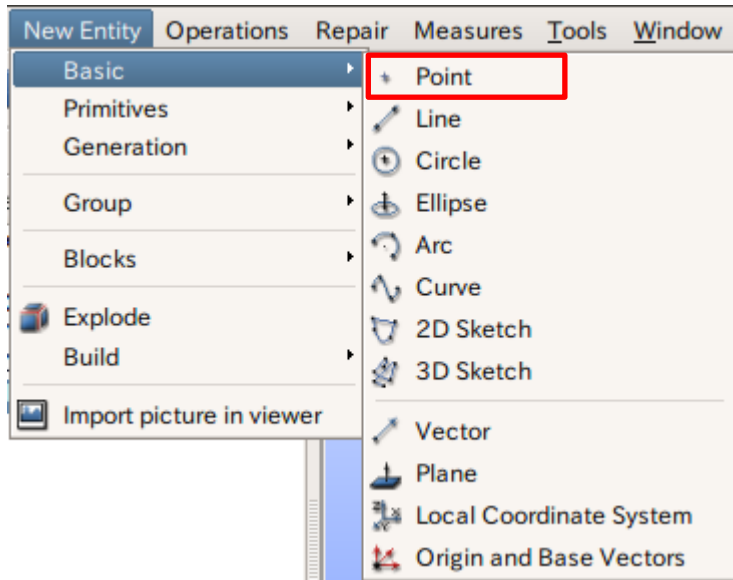 New Entity Operations Repair Measures Tools Window
Basic
Primitives
Generation
Group
Blocks
Explode
Build
Import picture in viewer
Point
Line
Circle
Ellipse
Arc
Curve
2D Sketch
3D Sketch
Vector
Plane
Local Coordinate System
Origin and Base Vectors